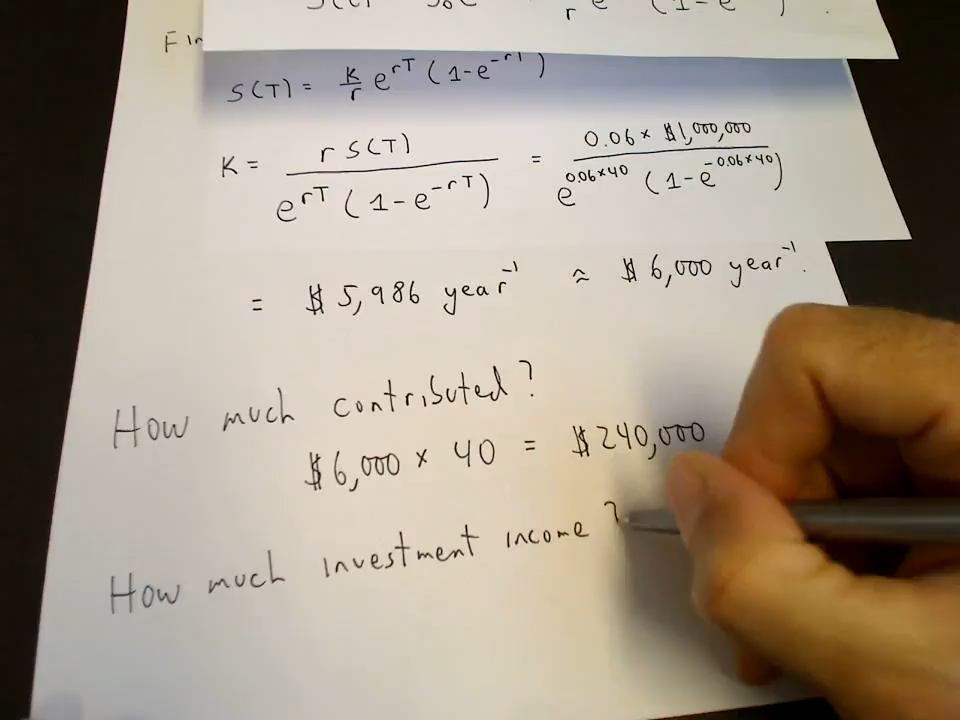 r e (1-e
Fin
S(T) = K/r e^rT (1-e^-rT)
K = r S(T) / e^rT (1-e^-rT) = 0.06 × $1,000,000 / e^0.06×40 (1-e^-0.06×40)
= $5,986 year^-1 ≈ $6,000 year^-1.
How much contributed?
$6,000 × 40 = $240,000
How much investment income ?